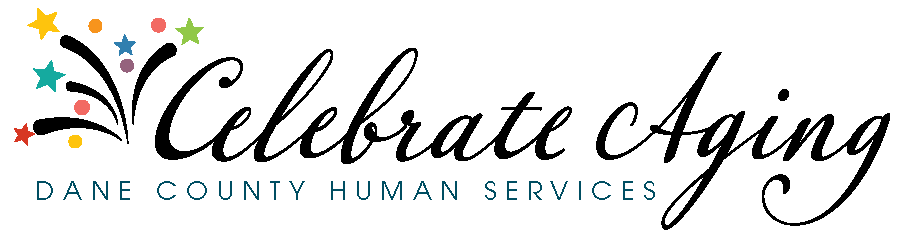 Celebrate Aging
DANE COUNTY HUMAN SERVICES